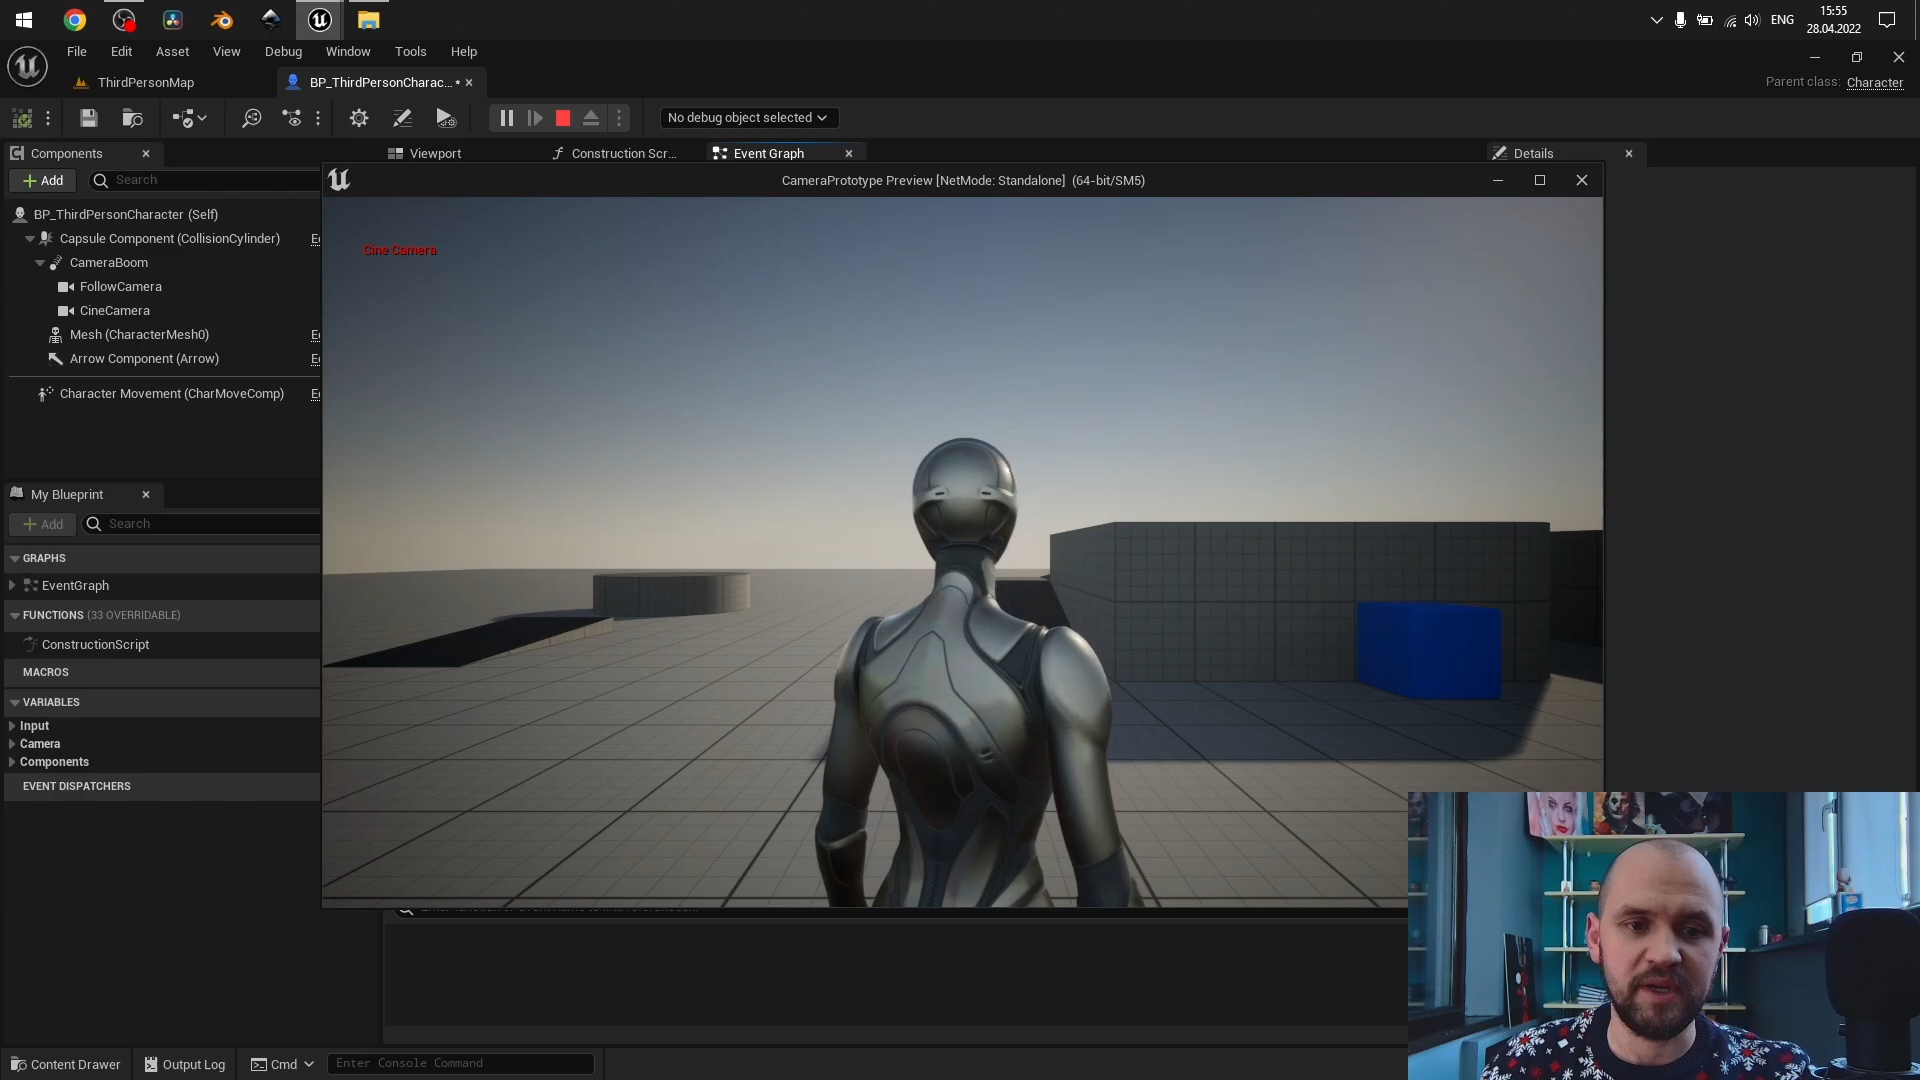 15:55
ENG
28.04.2022
File Edit Asset View Debug Window Tools Help
ThirdPersonMap
BP_ThirdPersonCharac... •
Parent class: Character
No debug object selected
Components
Viewport
Construction Scr...
Event Graph
Details
Add
Search
CameraPrototype Preview [NetMode: Standalone] (64-bit/SM5)
BP_ThirdPersonCharacter (Self)
Capsule Component (CollisionCylinder)
Cine Camera
CameraBoom
FollowCamera
CineCamera
Mesh (CharacterMesh0)
Arrow Component (Arrow)
Character Movement (CharMoveComp)
My Blueprint
Add
Search
GRAPHS
EventGraph
FUNCTIONS (33 OVERRIDABLE)
ConstructionScript
MACROS
VARIABLES
Input
Camera
Components
EVENT DISPATCHERS
Content Drawer
Output Log
Cmd
Enter Console Command